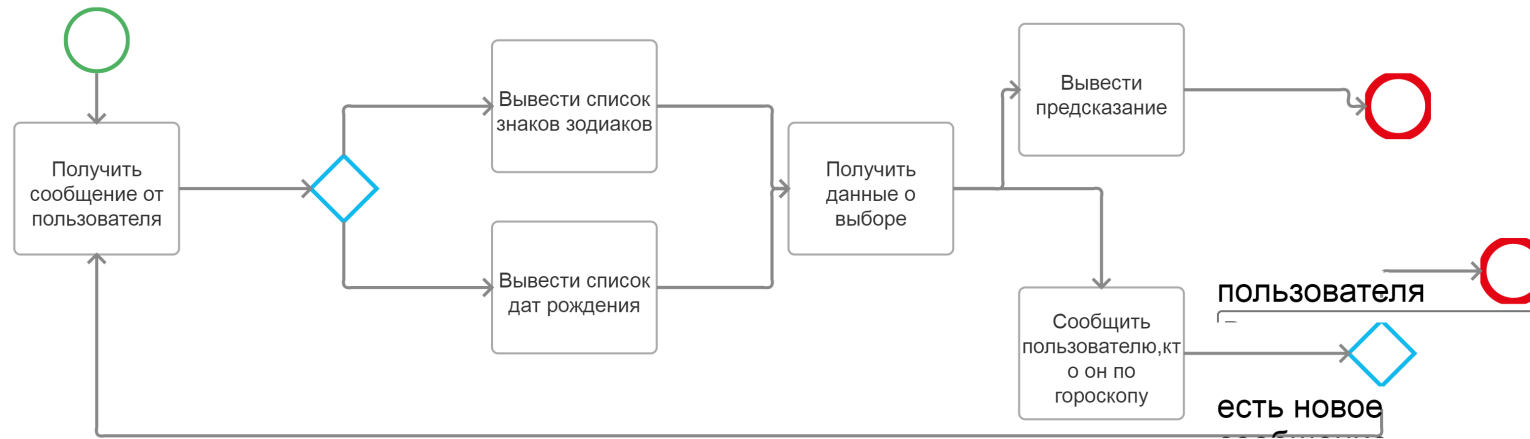 Получить
сообщение от
пользователя
Вывести список
знаков зодиаков
Вывести список
дат рождения
Получить
данные о
выборе
Вывести
предсказание
Сообщить
пользователю,кт
о он по
гороскопу
пользователя
есть новое